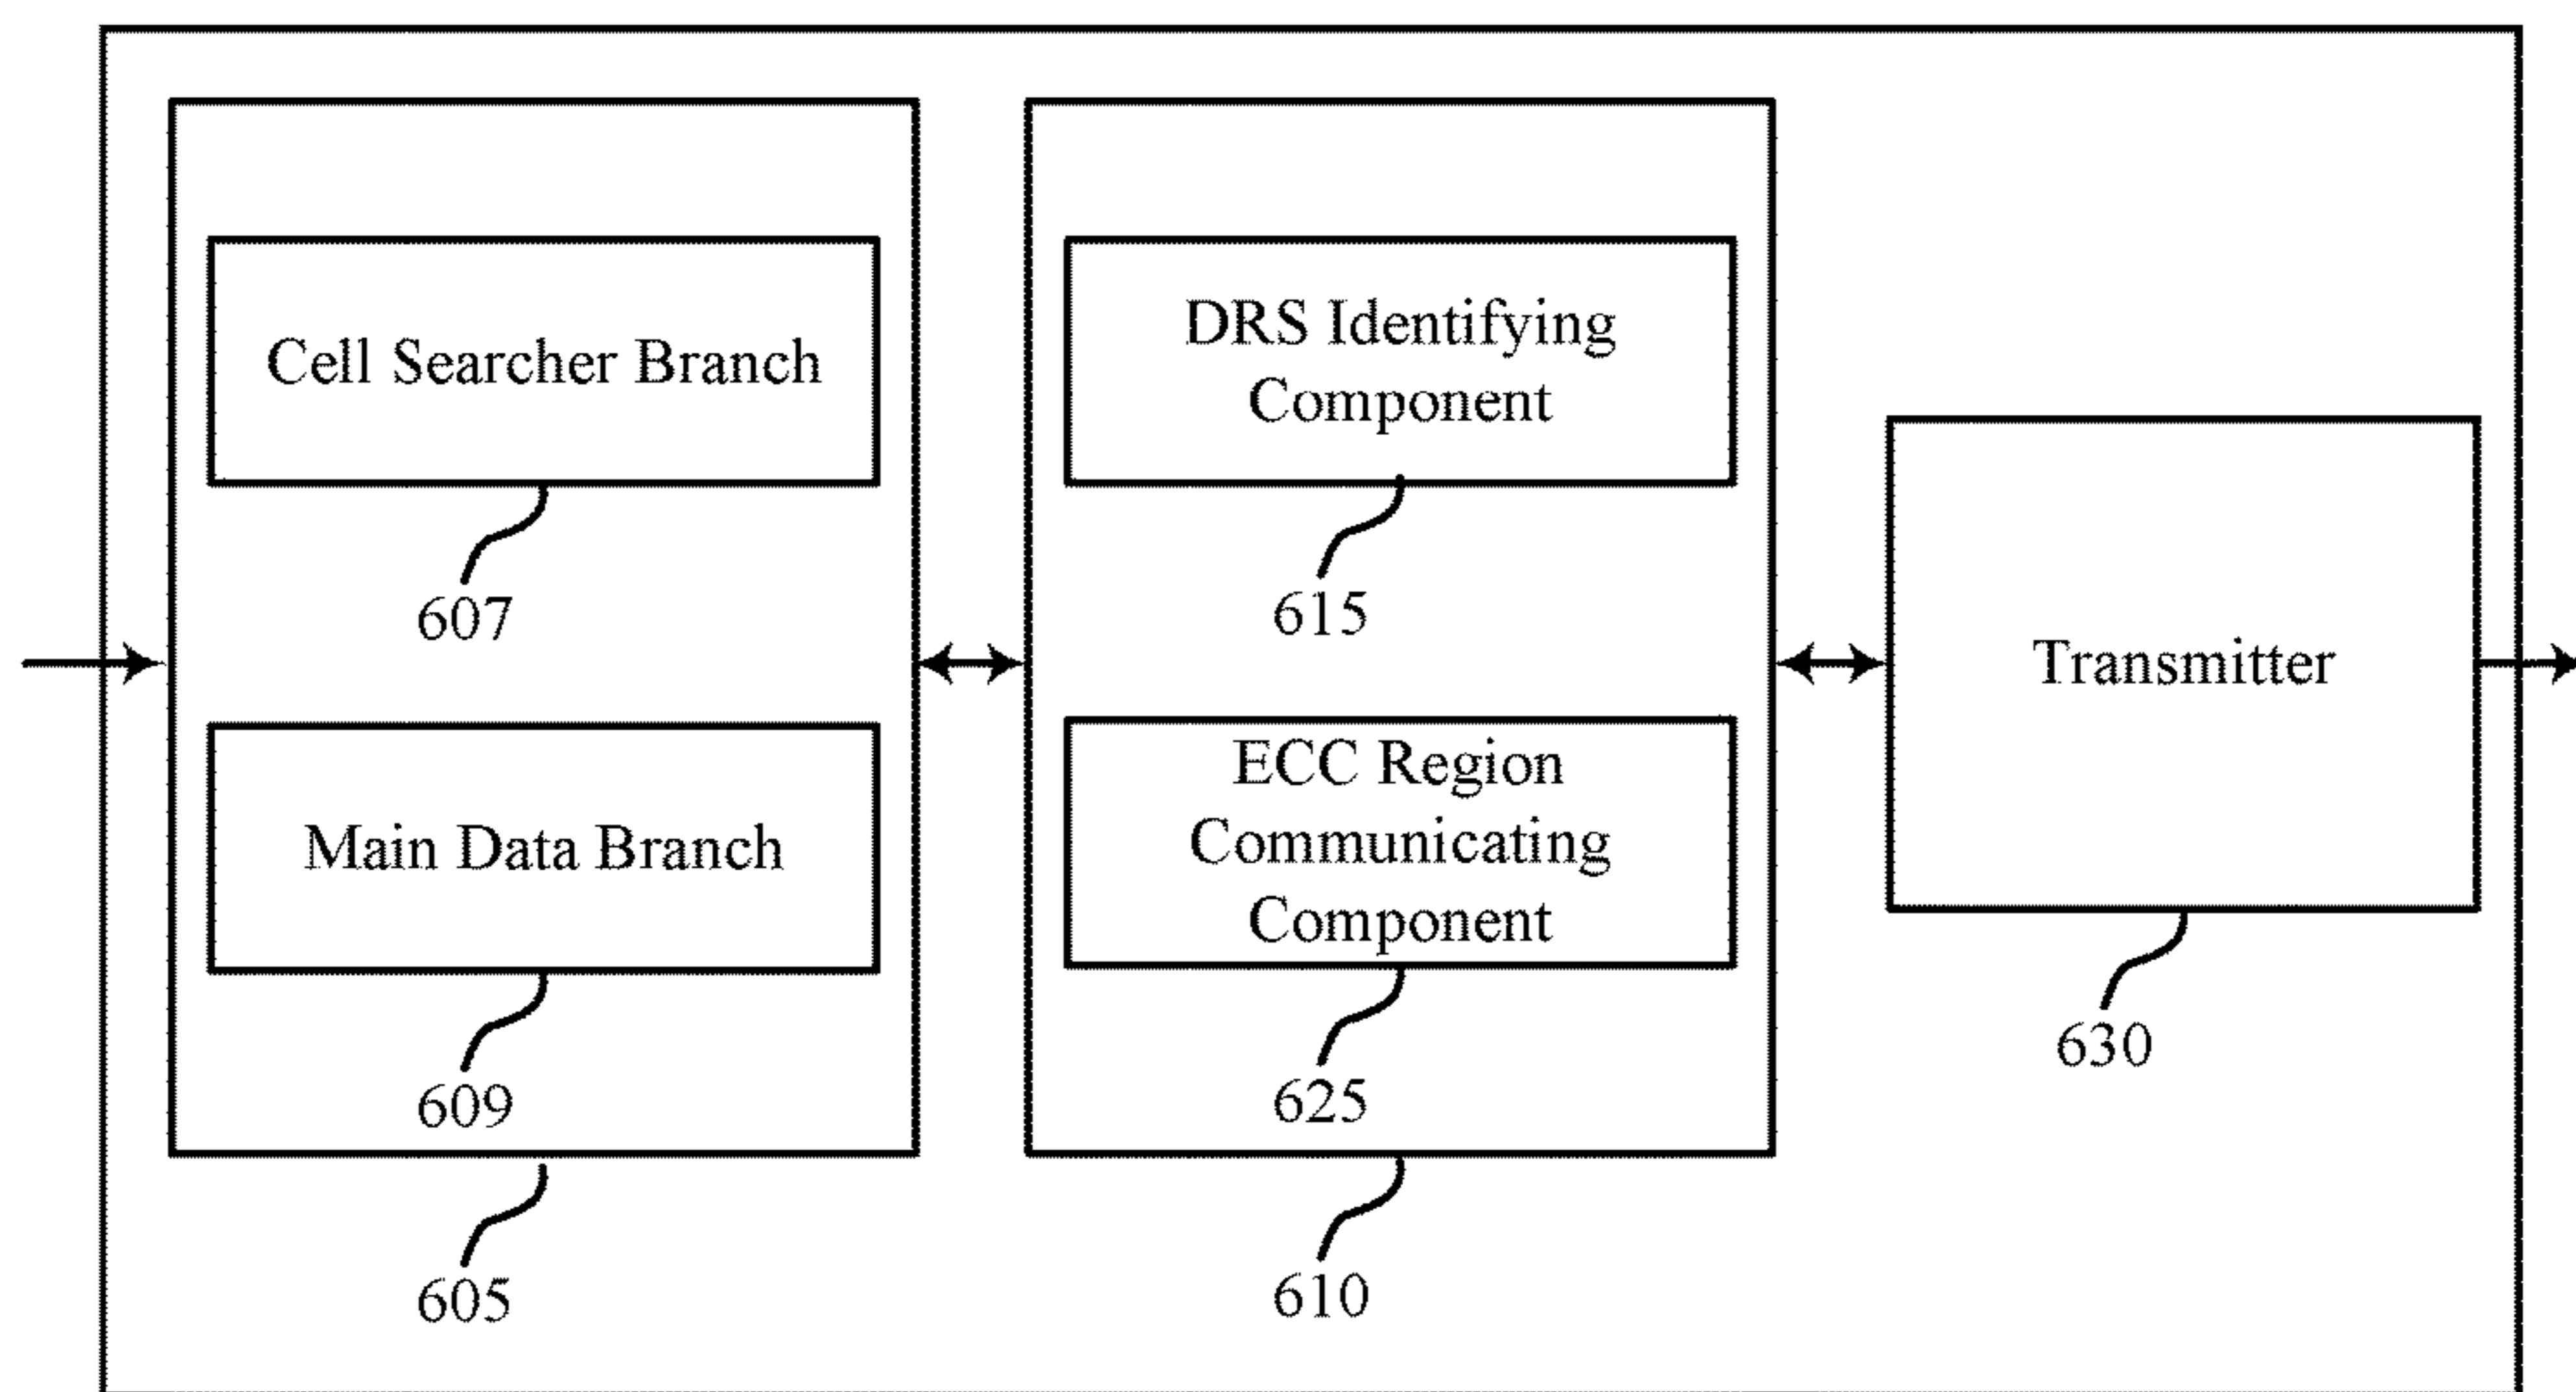 Cell Searcher Branch
607
Main Data Branch
609
605
DRS Identifying
Component
615
ECC Region
Communicating
Component
625
610
Transmitter
630